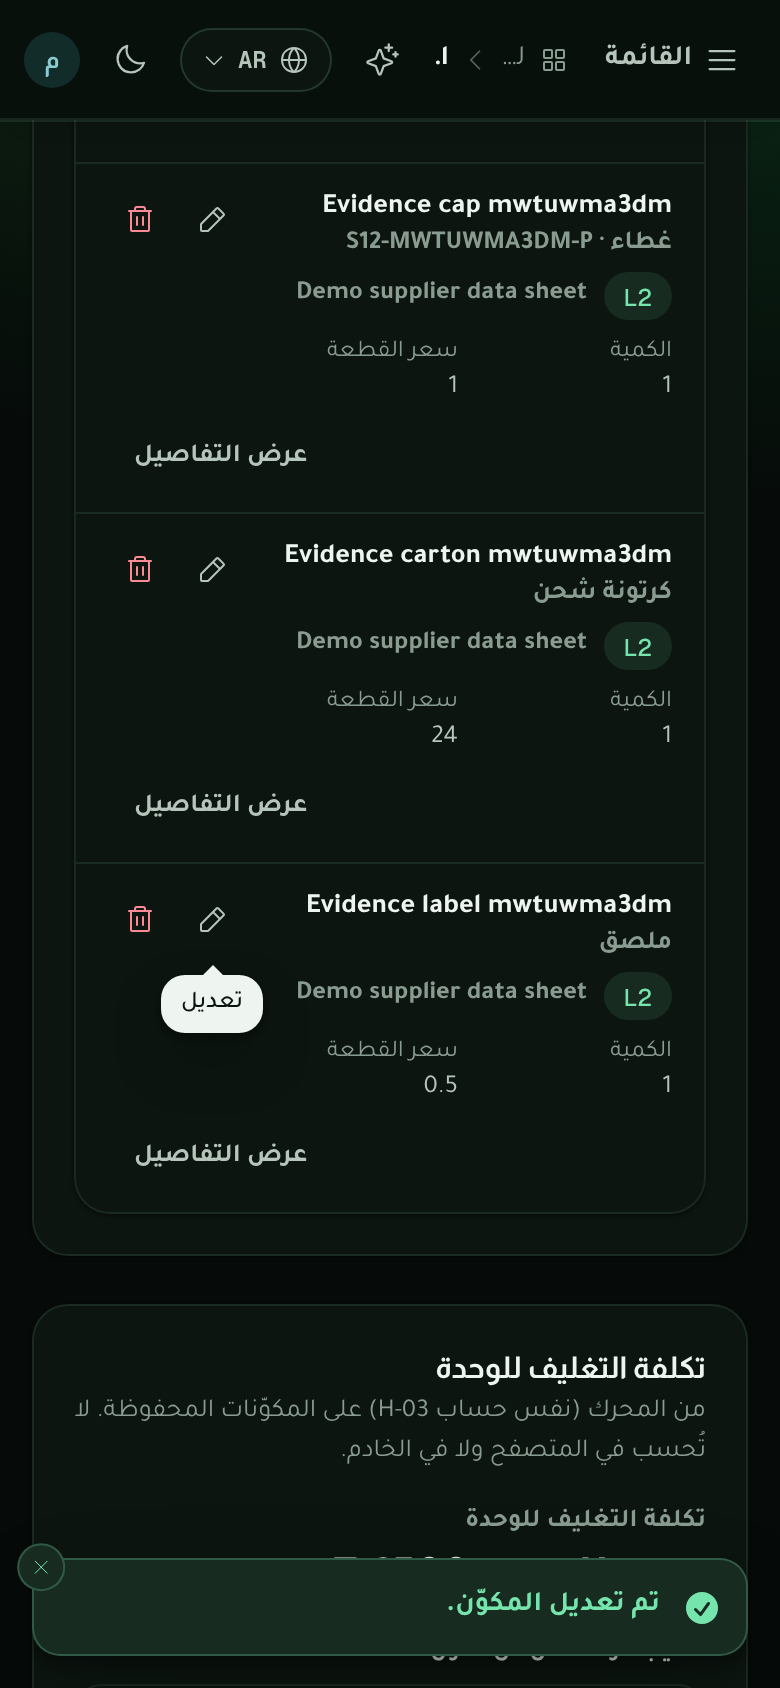 القائمة
لـ...
ا.
AR
م
Evidence cap mwtuwma3dm
غطاء · S12-MWTUWMA3DM-P
L2 Demo supplier data sheet
الكمية سعر القطعة
1 1
عرض التفاصيل
Evidence carton mwtuwma3dm
كرتونة شحن
L2 Demo supplier data sheet
الكمية سعر القطعة
1 24
عرض التفاصيل
Evidence label mwtuwma3dm
ملصق
تعديل
L2 Demo supplier data sheet
الكمية سعر القطعة
1 0.5
عرض التفاصيل
تكلفة التغليف للوحدة
من المحرك (نفس حساب H-03) على المكوّنات المحفوظة. لا
تُحسب في المتصفح ولا في الخادم.
تكلفة التغليف للوحدة
تم تعديل المكوّن.